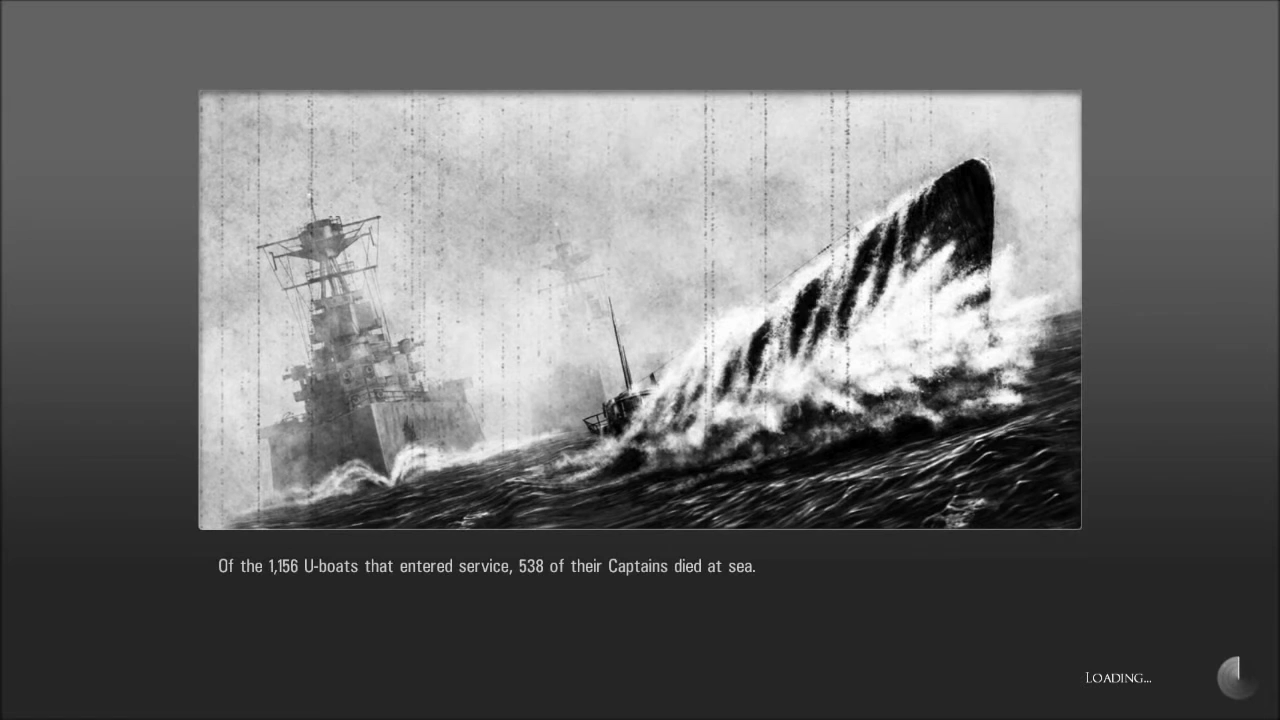 Of the 1,156 U-boats that entered service, 538 of their Captains died at sea.
Loading...